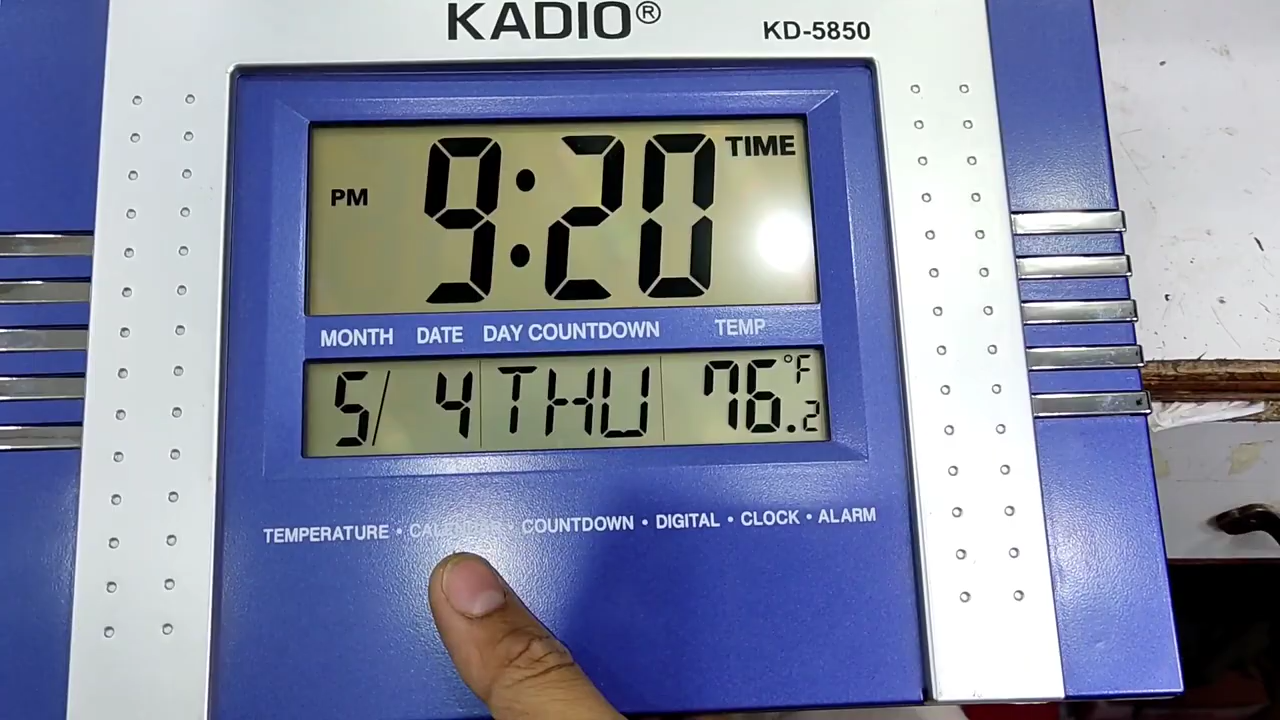 KADIO®
KD-5850
TIME
PM 9:20
MONTH DATE DAY COUNTDOWN TEMP
5/ 4 THU 76.2 °F
TEMPERATURE • CALENDAR • COUNTDOWN • DIGITAL • CLOCK • ALARM